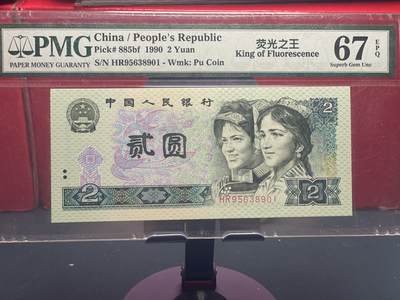 PMG
PAPER MONEY GUARANTY
China / People's Republic
Pick# 885bf 1990 2 Yuan
S/N HR95638901 - Wmk: Pu Coin
荧光之王
King of Fluorescence
67 EPQ
Superb Gem Unc
中国人民银行
2
贰圆
2
2
HR95638901